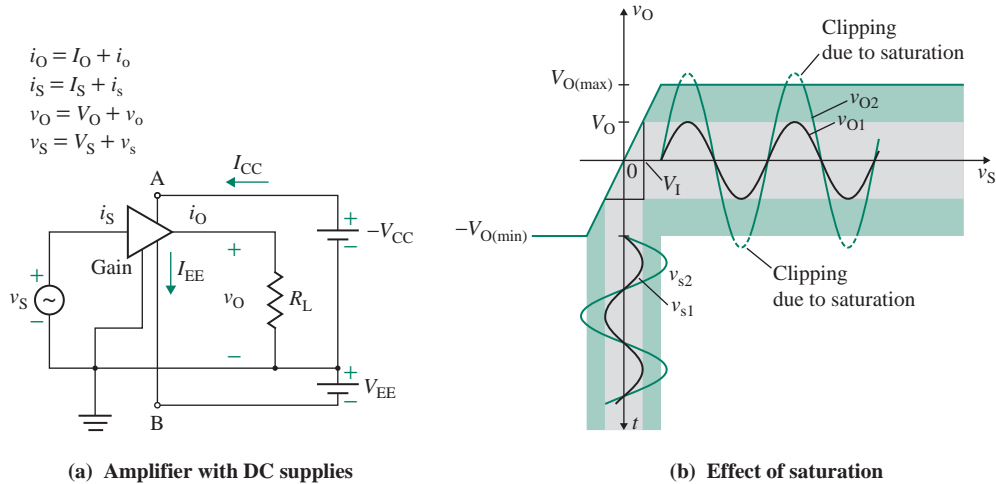 i_O = I_O + i_o
i_S = I_S + i_s
v_O = V_O + v_o
v_S = V_S + v_s
A
I_CC
i_S
i_O
+
−V_CC
−
Gain
I_EE
+
+
v_S
−
v_O
R_L
−
+
V_EE
−
B
(a) Amplifier with DC supplies
v_O
Clipping
due to saturation
V_O(max)
v_O2
V_O
v_O1
0
V_I
v_S
−V_O(min)
v_s2
v_s1
Clipping
due to saturation
t
(b) Effect of saturation